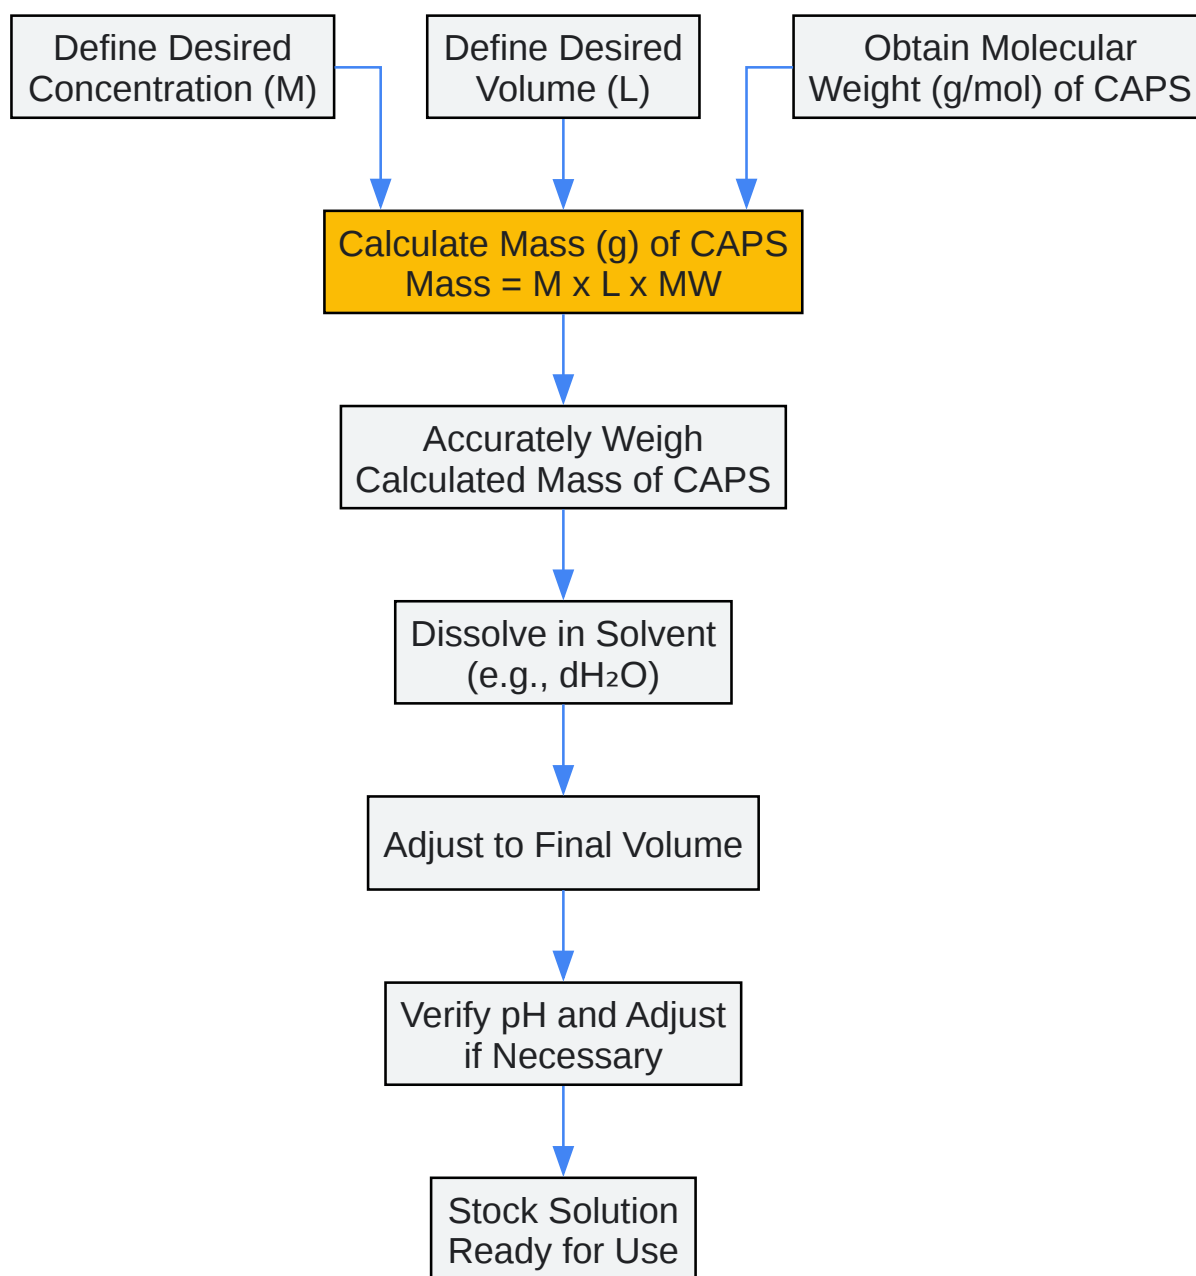 Define Desired
Concentration (M)
Define Desired
Volume (L)
Obtain Molecular
Weight (g/mol) of CAPS
Calculate Mass (g) of CAPS
Mass = M x L x MW
Accurately Weigh
Calculated Mass of CAPS
Dissolve in Solvent
(e.g., dH₂O)
Adjust to Final Volume
Verify pH and Adjust
if Necessary
Stock Solution
Ready for Use